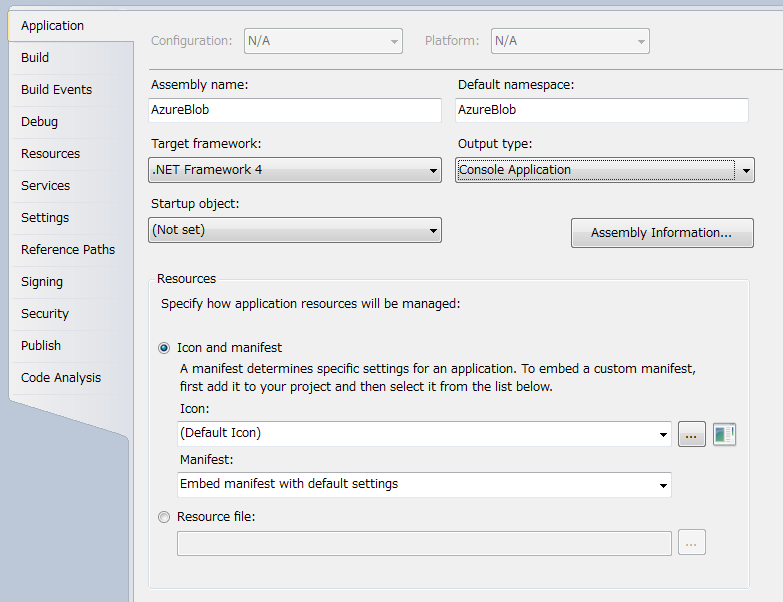 Application
Build
Build Events
Debug
Resources
Services
Settings
Reference Paths
Signing
Security
Publish
Code Analysis
Configuration: N/A Platform: N/A
Assembly name: Default namespace:
AzureBlob AzureBlob
Target framework: Output type:
.NET Framework 4 Console Application
Startup object:
(Not set) Assembly Information...
Resources
Specify how application resources will be managed:
Icon and manifest
A manifest determines specific settings for an application. To embed a custom manifest,
first add it to your project and then select it from the list below.
Icon:
(Default Icon) ...
Manifest:
Embed manifest with default settings
Resource file:
...